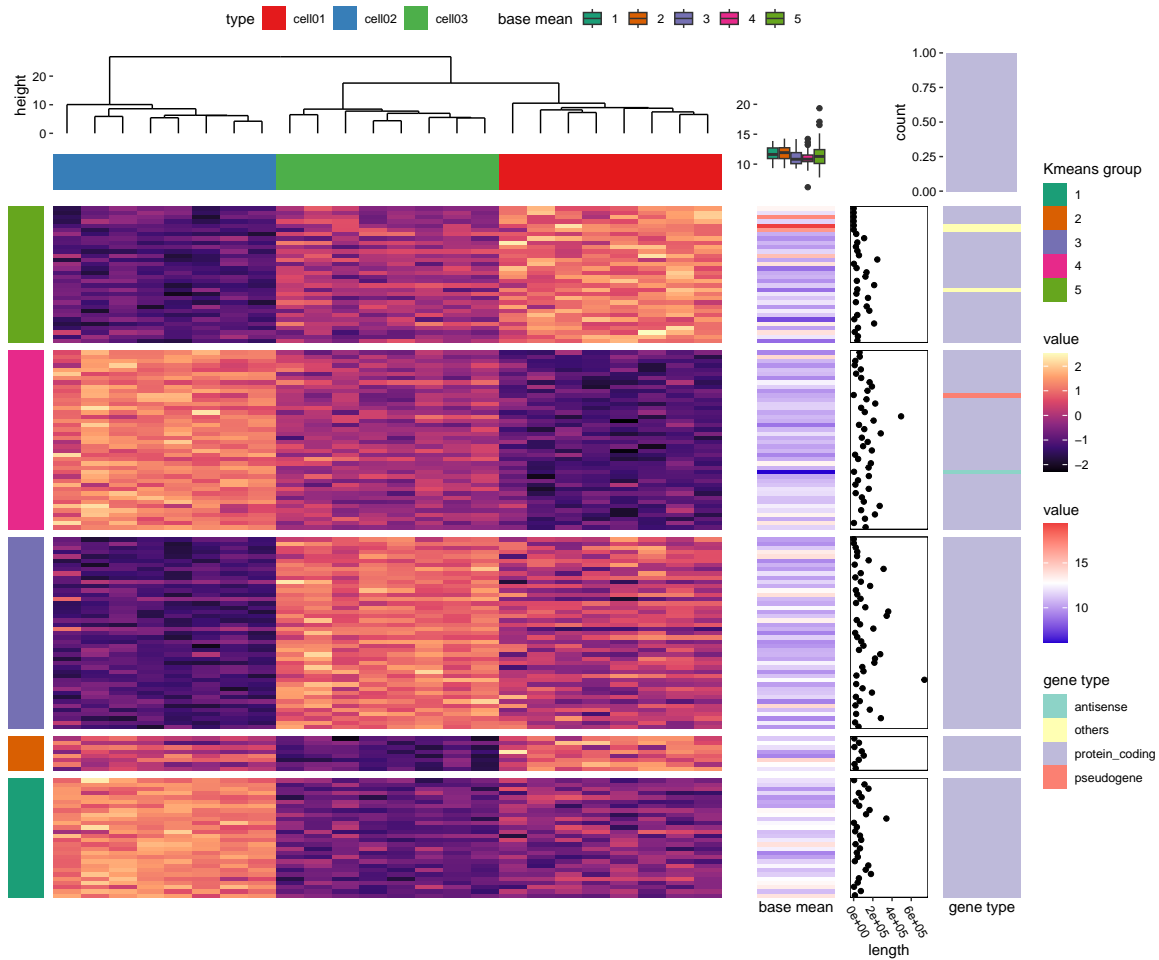 type cell01 cell02 cell03 base mean 1 2 3 4 5
height
20
10
0
20
15
10
count
1.00
0.75
0.50
0.25
0.00
Kmeans group
1
2
3
4
5
value
2
1
0
−1
−2
value
15
10
gene type
antisense
others
protein_coding
pseudogene
base mean
0e+00
2e+05
4e+05
6e+05
length
gene type